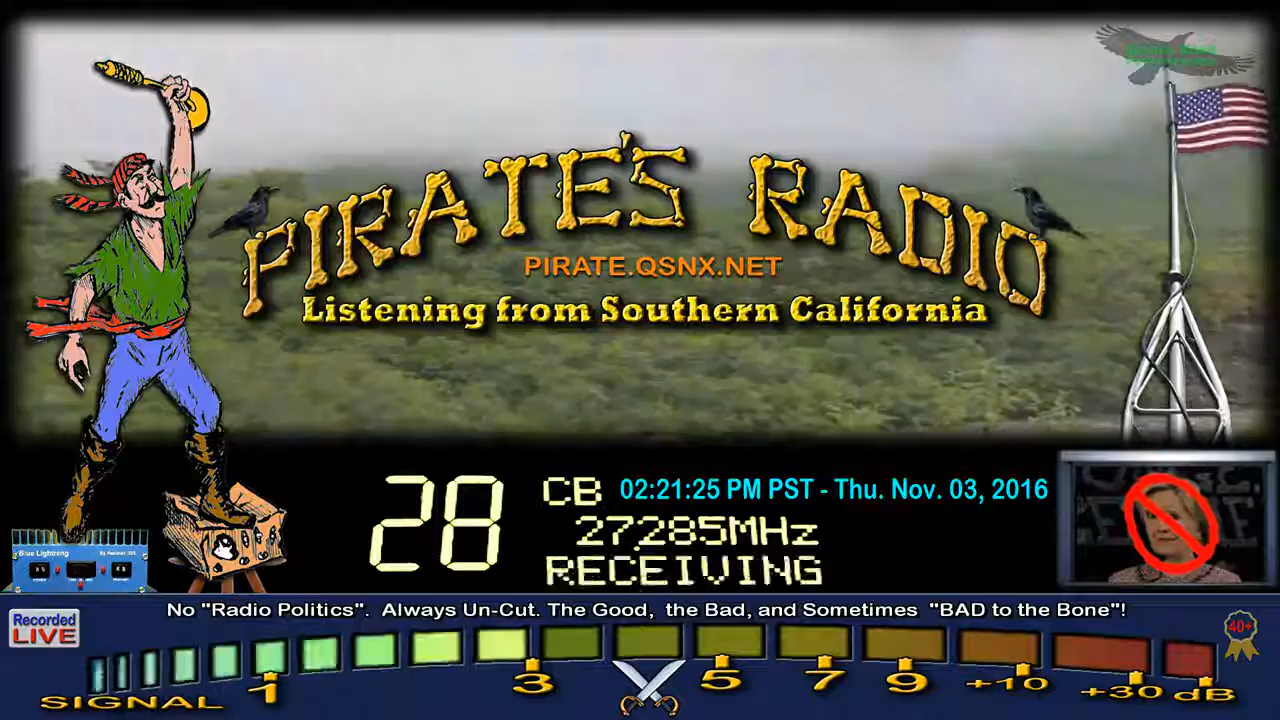 PIRATE'S RADIO
PIRATE.QSNX.NET
Listening from Southern California
28
CB
02:21:25 PM PST - Thu. Nov. 03, 2016
27.285MHz
RECEIVING
Blue Lightning
No "Radio Politics". Always Un-Cut. The Good, the Bad, and Sometimes "BAD to the Bone"!
Recorded
LIVE
40+
SIGNAL 1 3 5 7 9 +10 +30 dB